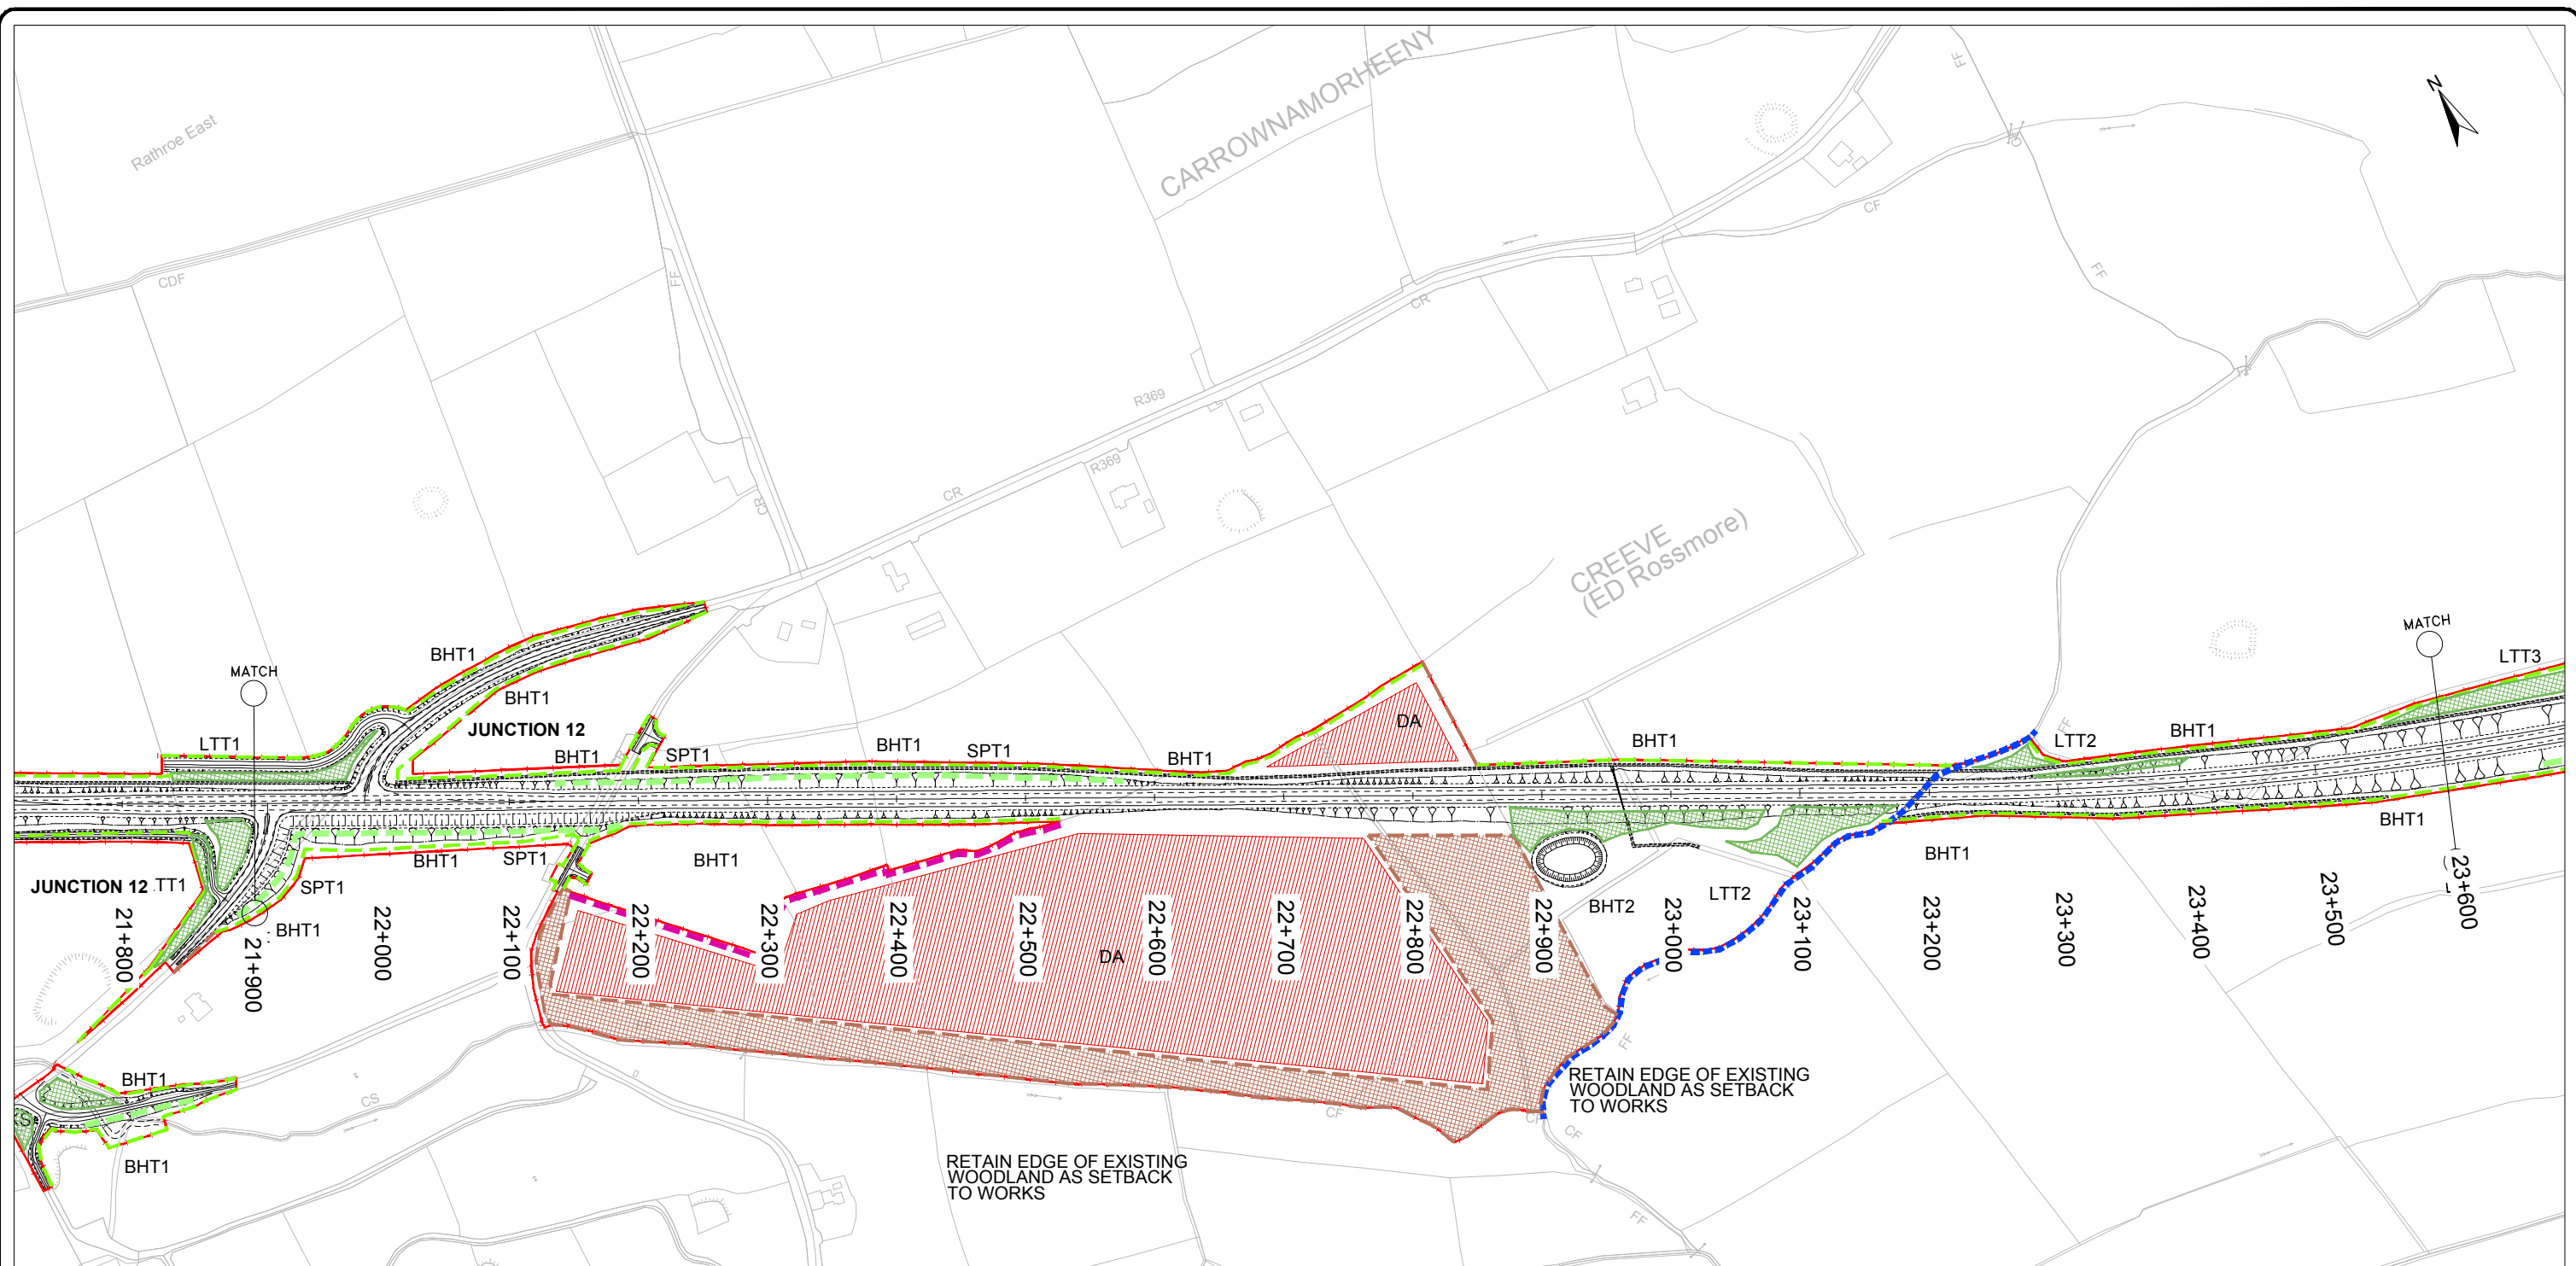 Rathroe East
CDF
FF
CARROWNAMORHEENY
FF
CF
CF
N
FF
CR
R369
FF
R369
CR
CR
CREEVE
(ED Rossmore)
MATCH
BHT1
BHT1
JUNCTION 12
LTT1
BHT1
SPT1
BHT1
SPT1
BHT1
DA
BHT1
FF
LTT2
BHT1
MATCH
LTT3
JUNCTION 12
TT1
SPT1
BHT1
BHT1
SPT1
BHT1
DA
BHT2
LTT2
BHT1
BHT1
21+800
21+900
22+000
22+100
22+200
22+300
22+400
22+500
22+600
22+700
22+800
22+900
23+000
23+100
23+200
23+300
23+400
23+500
23+600
BHT1
CS
BHT1
FF
RETAIN EDGE OF EXISTING
WOODLAND AS SETBACK
TO WORKS
CF
CF
CF
FF
RETAIN EDGE OF EXISTING
WOODLAND AS SETBACK
TO WORKS